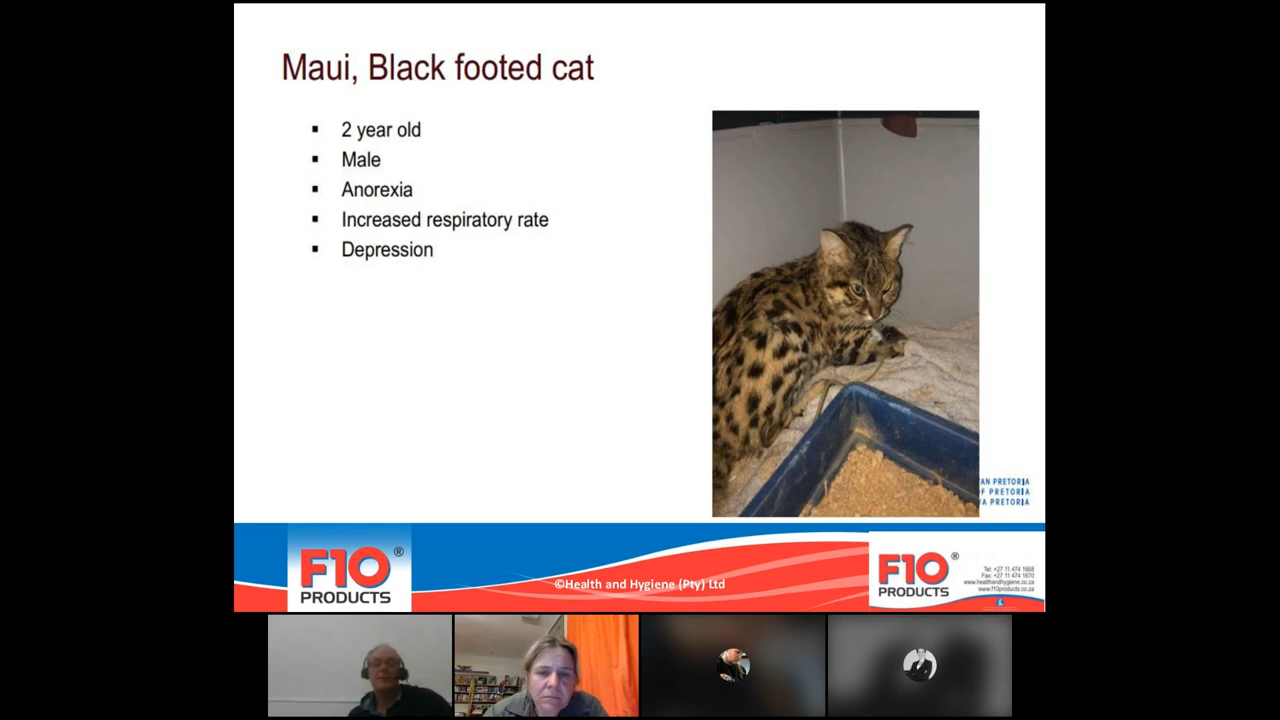 Maui, Black footed cat
▪ 2 year old
▪ Male
▪ Anorexia
▪ Increased respiratory rate
▪ Depression
AN PRETORIA
F PRETORIA
A PRETORIA
F10®
PRODUCTS
©Health and Hygiene (Pty) Ltd
F10®
PRODUCTS
Tel: +27 11 474 1668
Fax: +27 11 474 1670
www.healthandhygiene.co.za
www.f10products.co.za